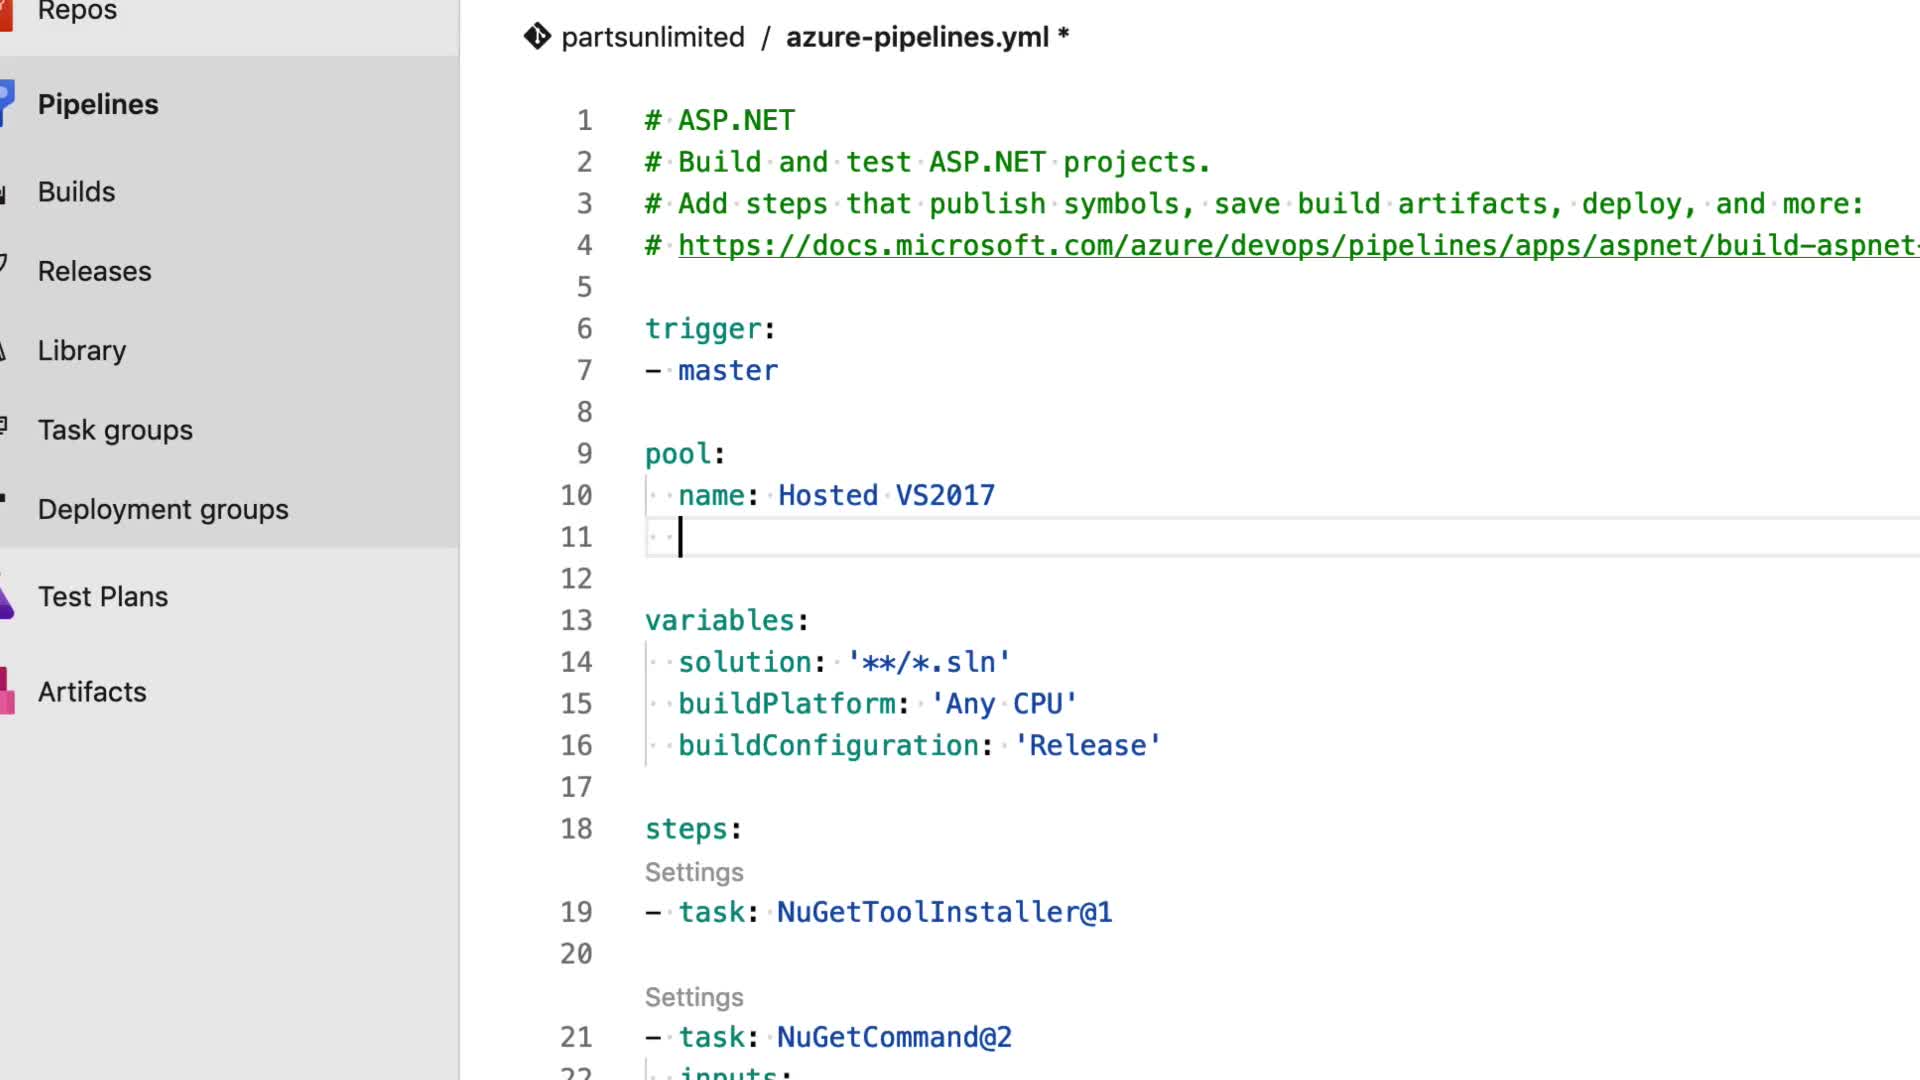 Repos
Pipelines
Builds
Releases
Library
Task groups
Deployment groups
Test Plans
Artifacts
partsunlimited / azure-pipelines.yml *
1 # ASP.NET
2 # Build and test ASP.NET projects.
3 # Add steps that publish symbols, save build artifacts, deploy, and more:
4 # https://docs.microsoft.com/azure/devops/pipelines/apps/aspnet/build-aspnet-
5
6 trigger:
7 - master
8
9 pool:
10 name: Hosted VS2017
11
12
13 variables:
14 solution: '**/*.sln'
15 buildPlatform: 'Any CPU'
16 buildConfiguration: 'Release'
17
18 steps:
Settings
19 - task: NuGetToolInstaller@1
20
Settings
21 - task: NuGetCommand@2
22 inputs: